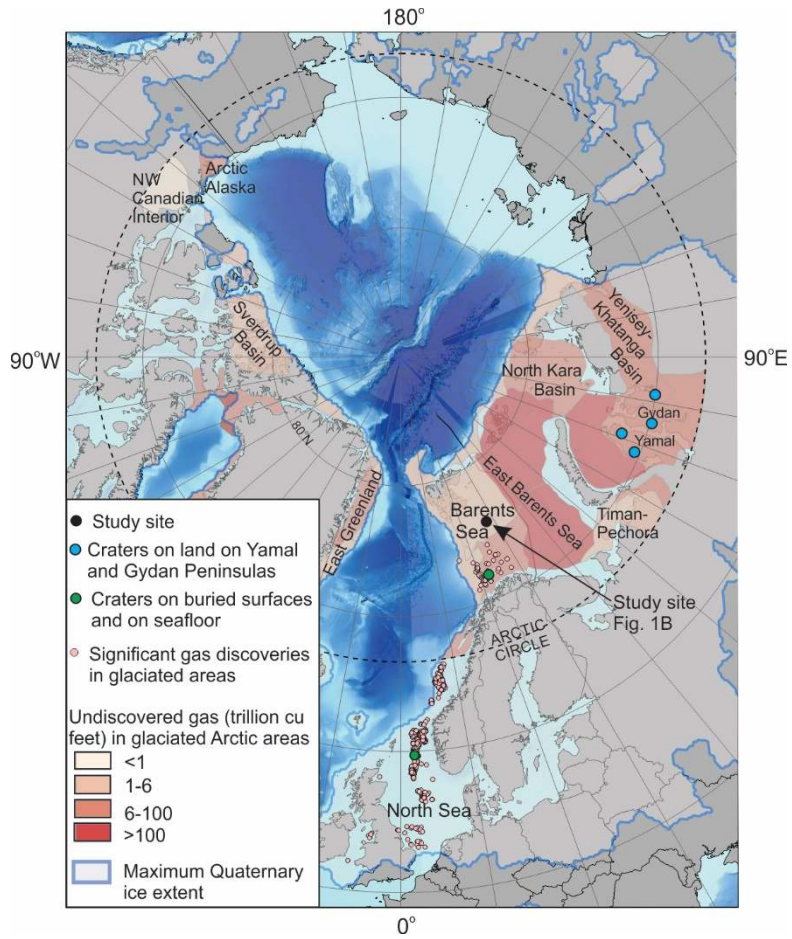 180°
NW
Canadian
Interior
Arctic
Alaska
Sverdrup
Basin
Yenisey-
Khatanga
Basin
90°W
90°E
North Kara
Basin
Gydan
Yamal
80°N
East Greenland
Barents
Sea
East Barents Sea
Timan-
Pechora
Study site
Fig. 1B
ARCTIC
CIRCLE
North Sea
Study site
Craters on land on Yamal
and Gydan Peninsulas
Craters on buried surfaces
and on seafloor
Significant gas discoveries
in glaciated areas
Undiscovered gas (trillion cu
feet) in glaciated Arctic areas
<1
1-6
6-100
>100
Maximum Quaternary
ice extent
0°